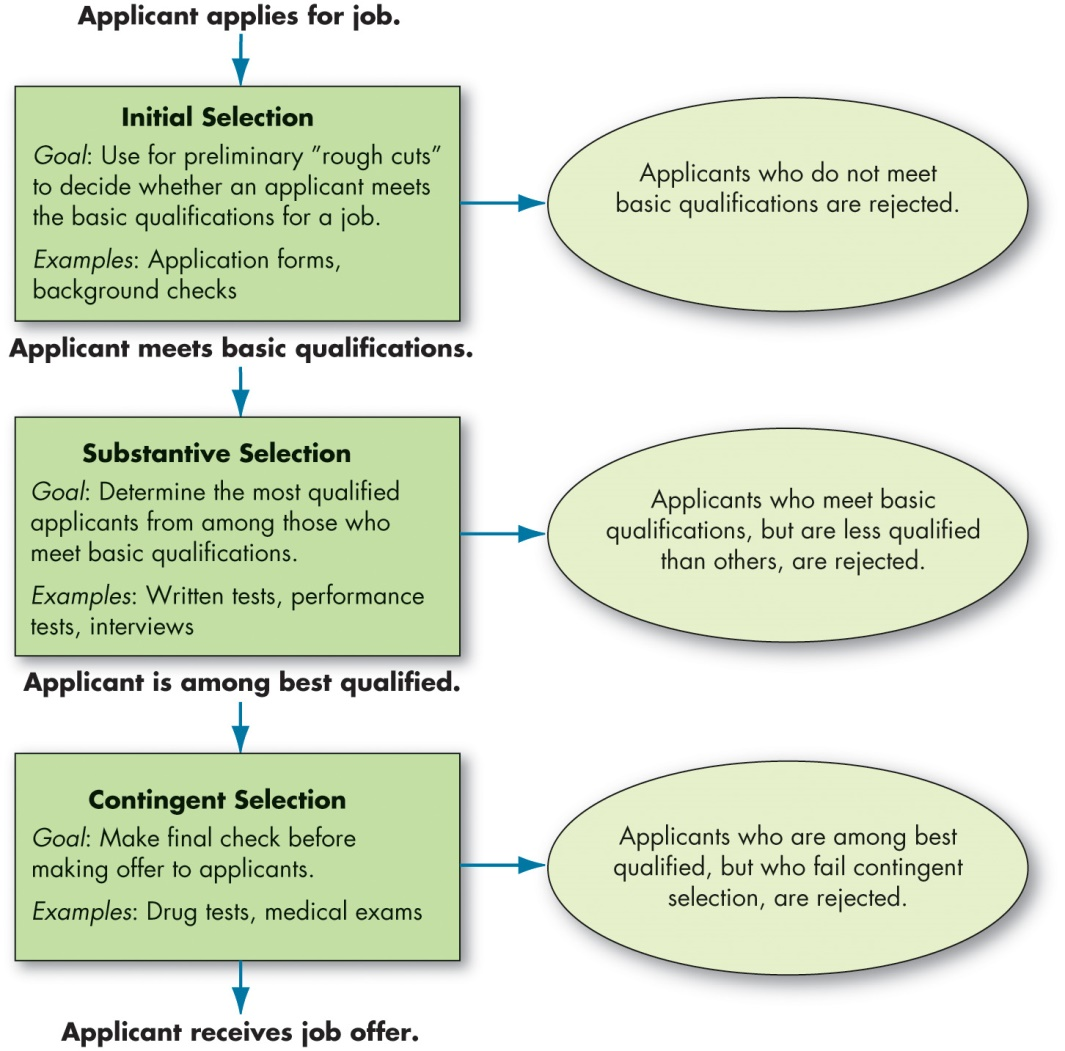 Applicant applies for job.
Initial Selection
Goal: Use for preliminary ”rough cuts”
to decide whether an applicant meets
the basic qualifications for a job.
Examples: Application forms,
background checks
Applicants who do not meet
basic qualifications are rejected.
Applicant meets basic qualifications.
Substantive Selection
Goal: Determine the most qualified
applicants from among those who
meet basic qualifications.
Examples: Written tests, performance
tests, interviews
Applicants who meet basic
qualifications, but are less qualified
than others, are rejected.
Applicant is among best qualified.
Contingent Selection
Goal: Make final check before
making offer to applicants.
Examples: Drug tests, medical exams
Applicants who are among best
qualified, but who fail contingent
selection, are rejected.
Applicant receives job offer.